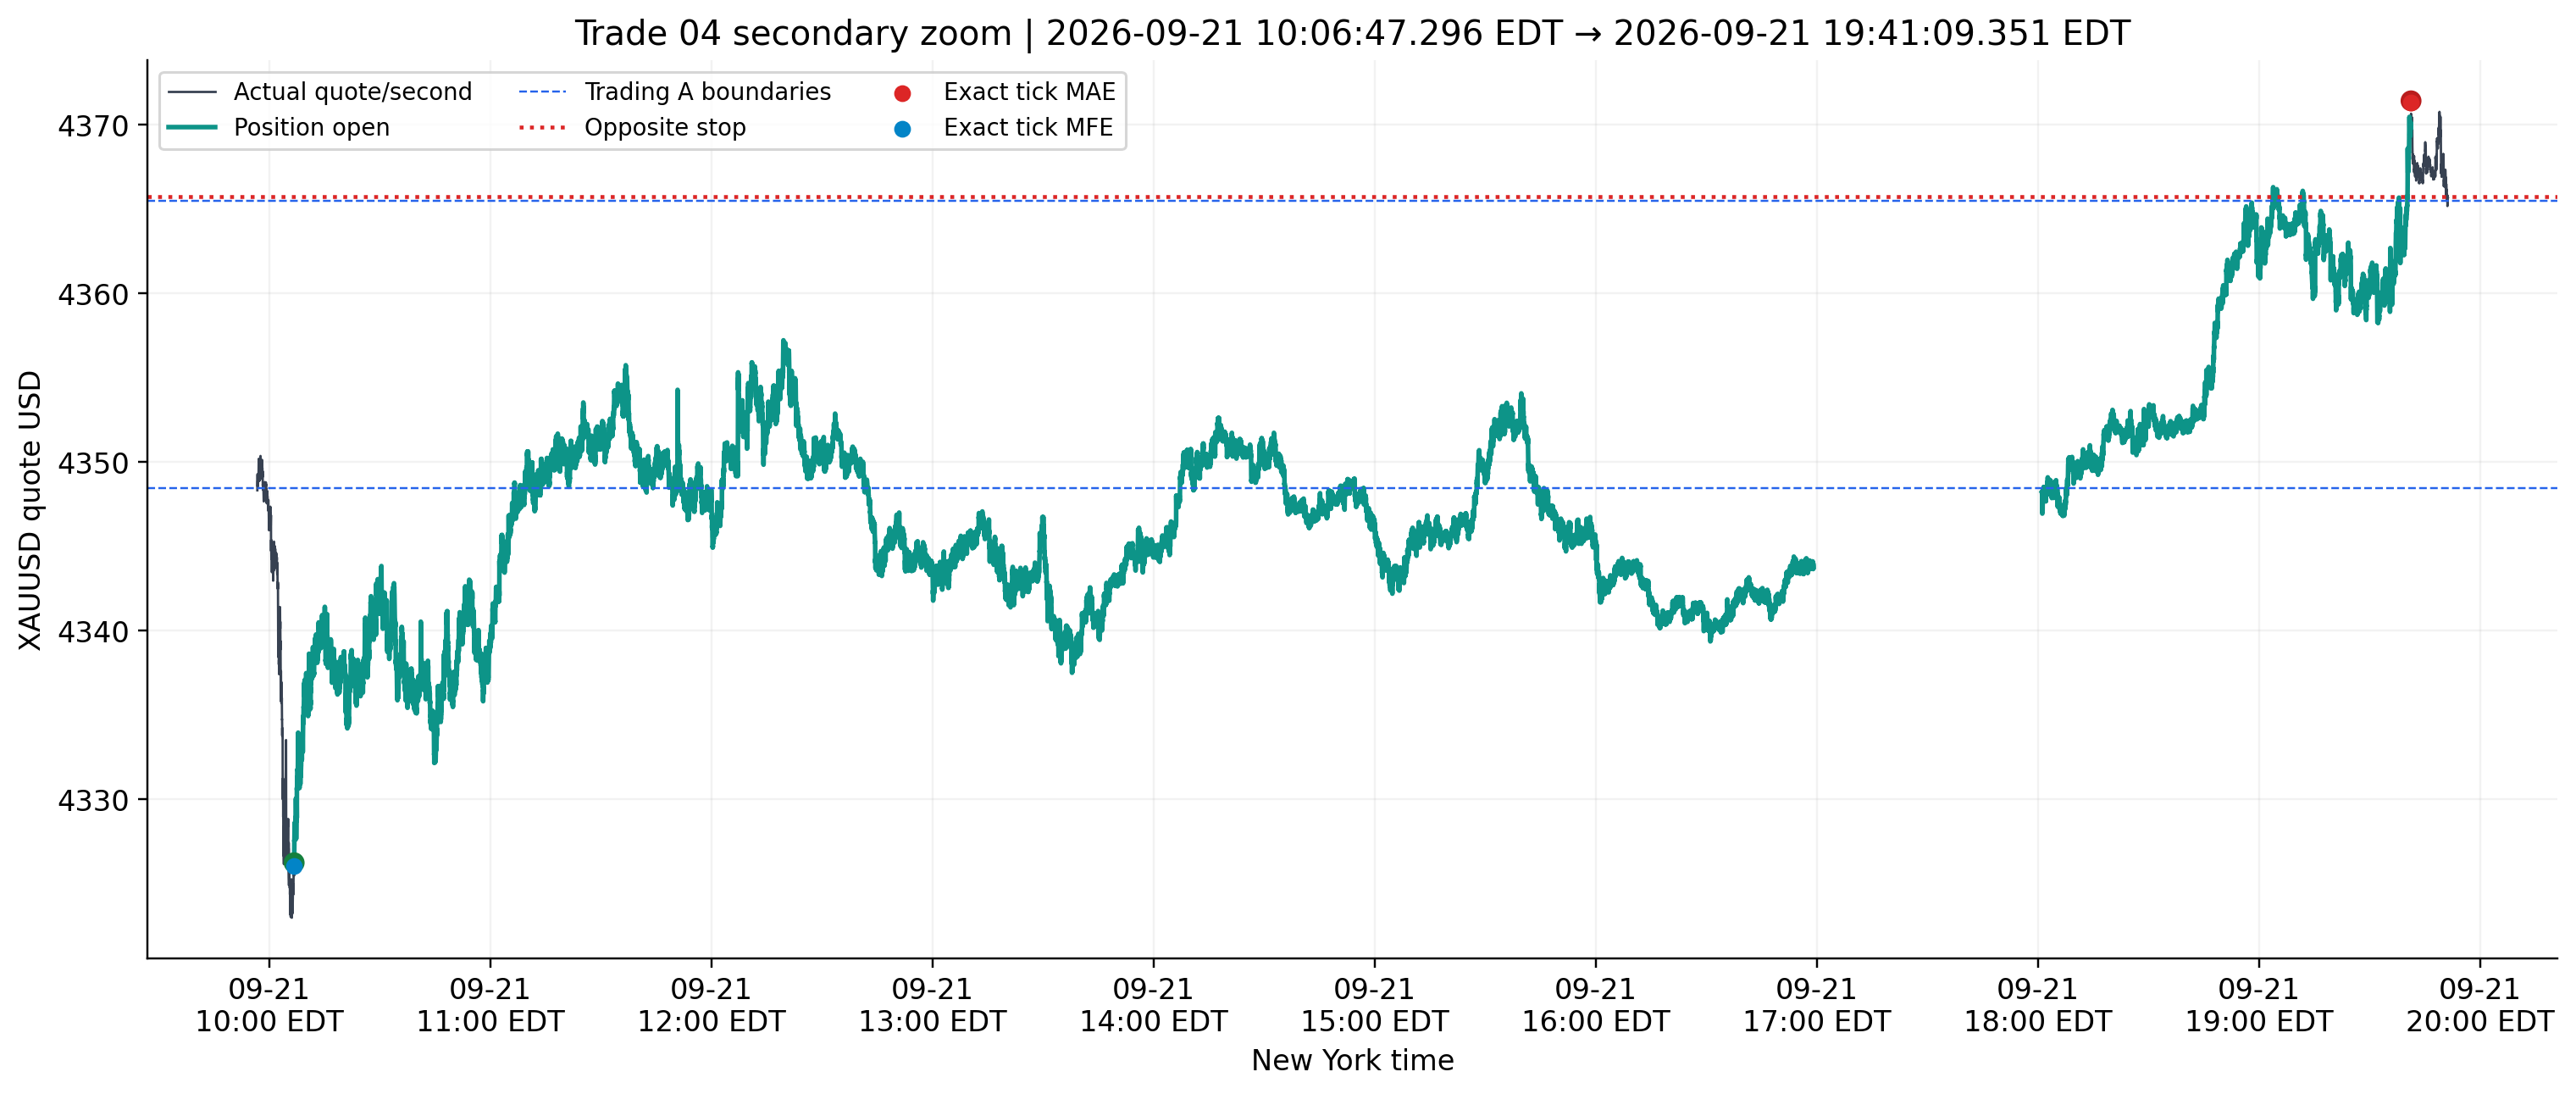 Trade 04 secondary zoom | 2026-09-21 10:06:47.296 EDT → 2026-09-21 19:41:09.351 EDT
Actual quote/second
Position open
Trading A boundaries
Opposite stop
Exact tick MAE
Exact tick MFE
XAUUSD quote USD
4370
4360
4350
4340
4330
09-21
10:00 EDT
09-21
11:00 EDT
09-21
12:00 EDT
09-21
13:00 EDT
09-21
14:00 EDT
09-21
15:00 EDT
09-21
16:00 EDT
09-21
17:00 EDT
09-21
18:00 EDT
09-21
19:00 EDT
09-21
20:00 EDT
New York time